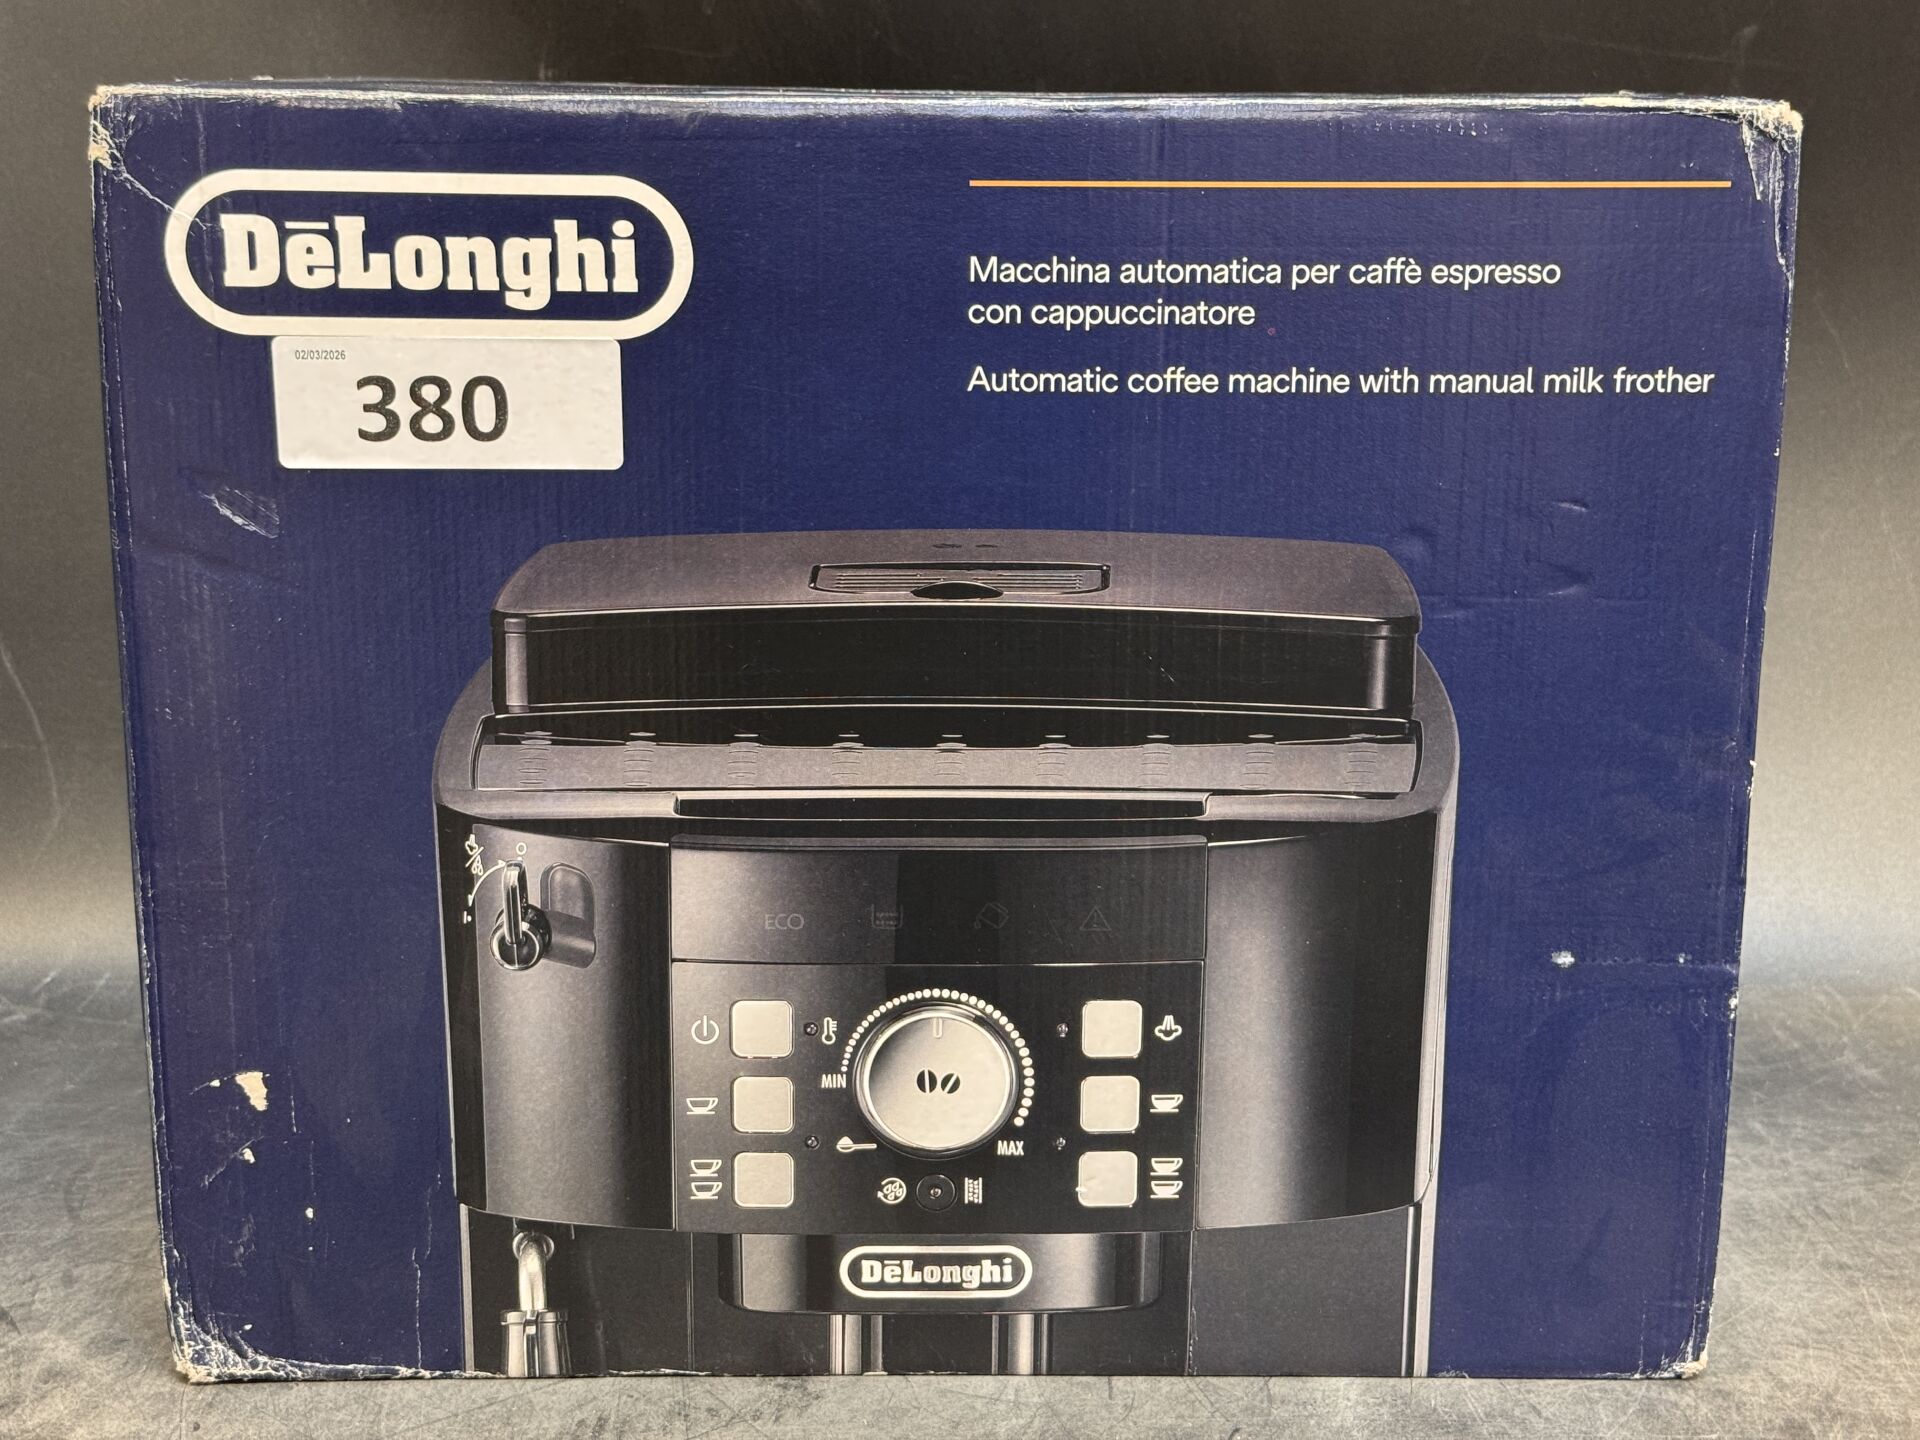 DēLonghi
02/03/2026
380
Macchina automatica per caffè espresso
con cappuccinatore
Automatic coffee machine with manual milk frother
ECO
MIN
MAX
DēLonghi